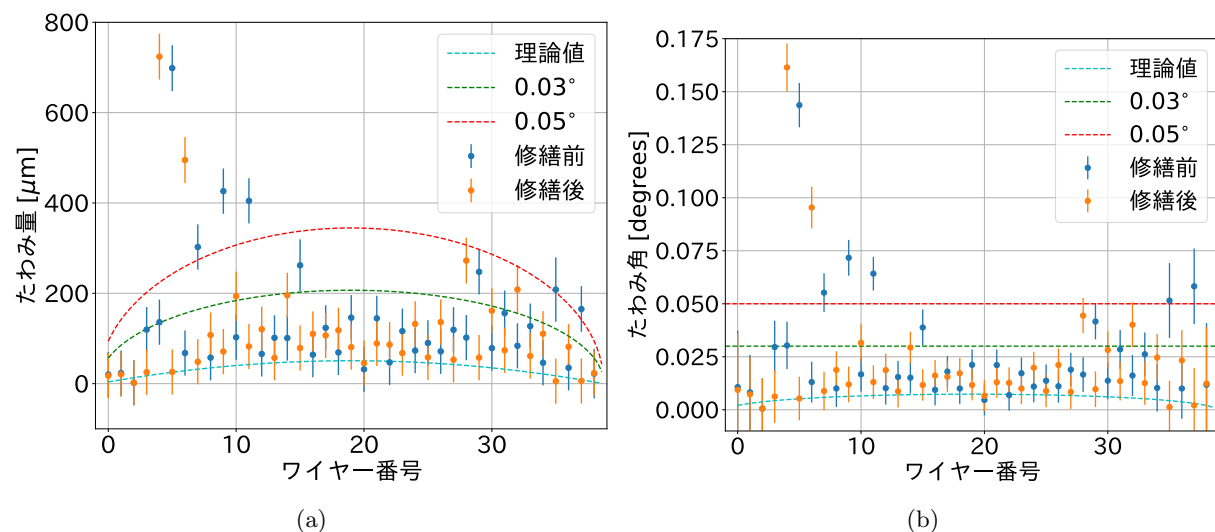 800
600
400
200
0
0
10
20
30
たわみ量 [μm]
ワイヤー番号
理論値
0.03°
0.05°
修繕前
修繕後
(a)
0.175
0.150
0.125
0.100
0.075
0.050
0.025
0.000
0
10
20
30
たわみ角 [degrees]
ワイヤー番号
理論値
0.03°
0.05°
修繕前
修繕後
(b)